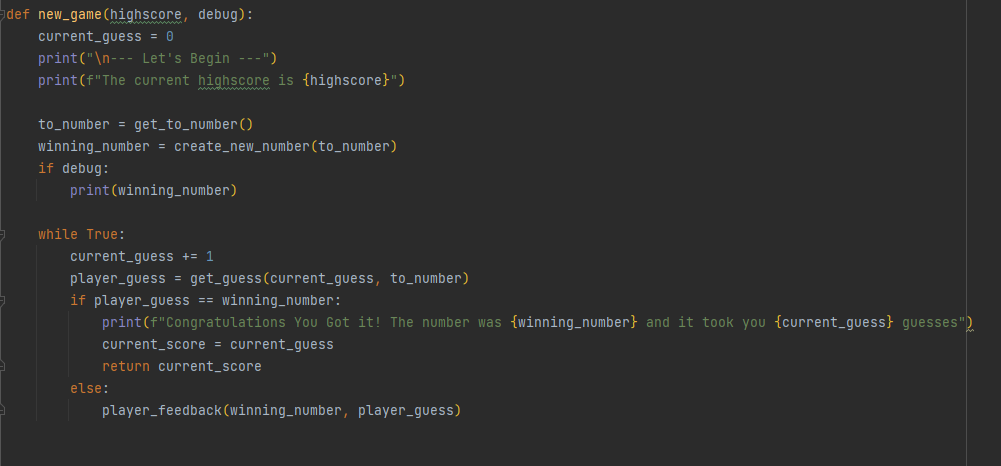 def new_game(highscore, debug):
    current_guess = 0
    print("\n--- Let's Begin ---")
    print(f"The current highscore is {highscore}")

    to_number = get_to_number()
    winning_number = create_new_number(to_number)
    if debug:
        print(winning_number)

    while True:
        current_guess += 1
        player_guess = get_guess(current_guess, to_number)
        if player_guess == winning_number:
            print(f"Congratulations You Got it! The number was {winning_number} and it took you {current_guess} guesses")
            current_score = current_guess
            return current_score
        else:
            player_feedback(winning_number, player_guess)